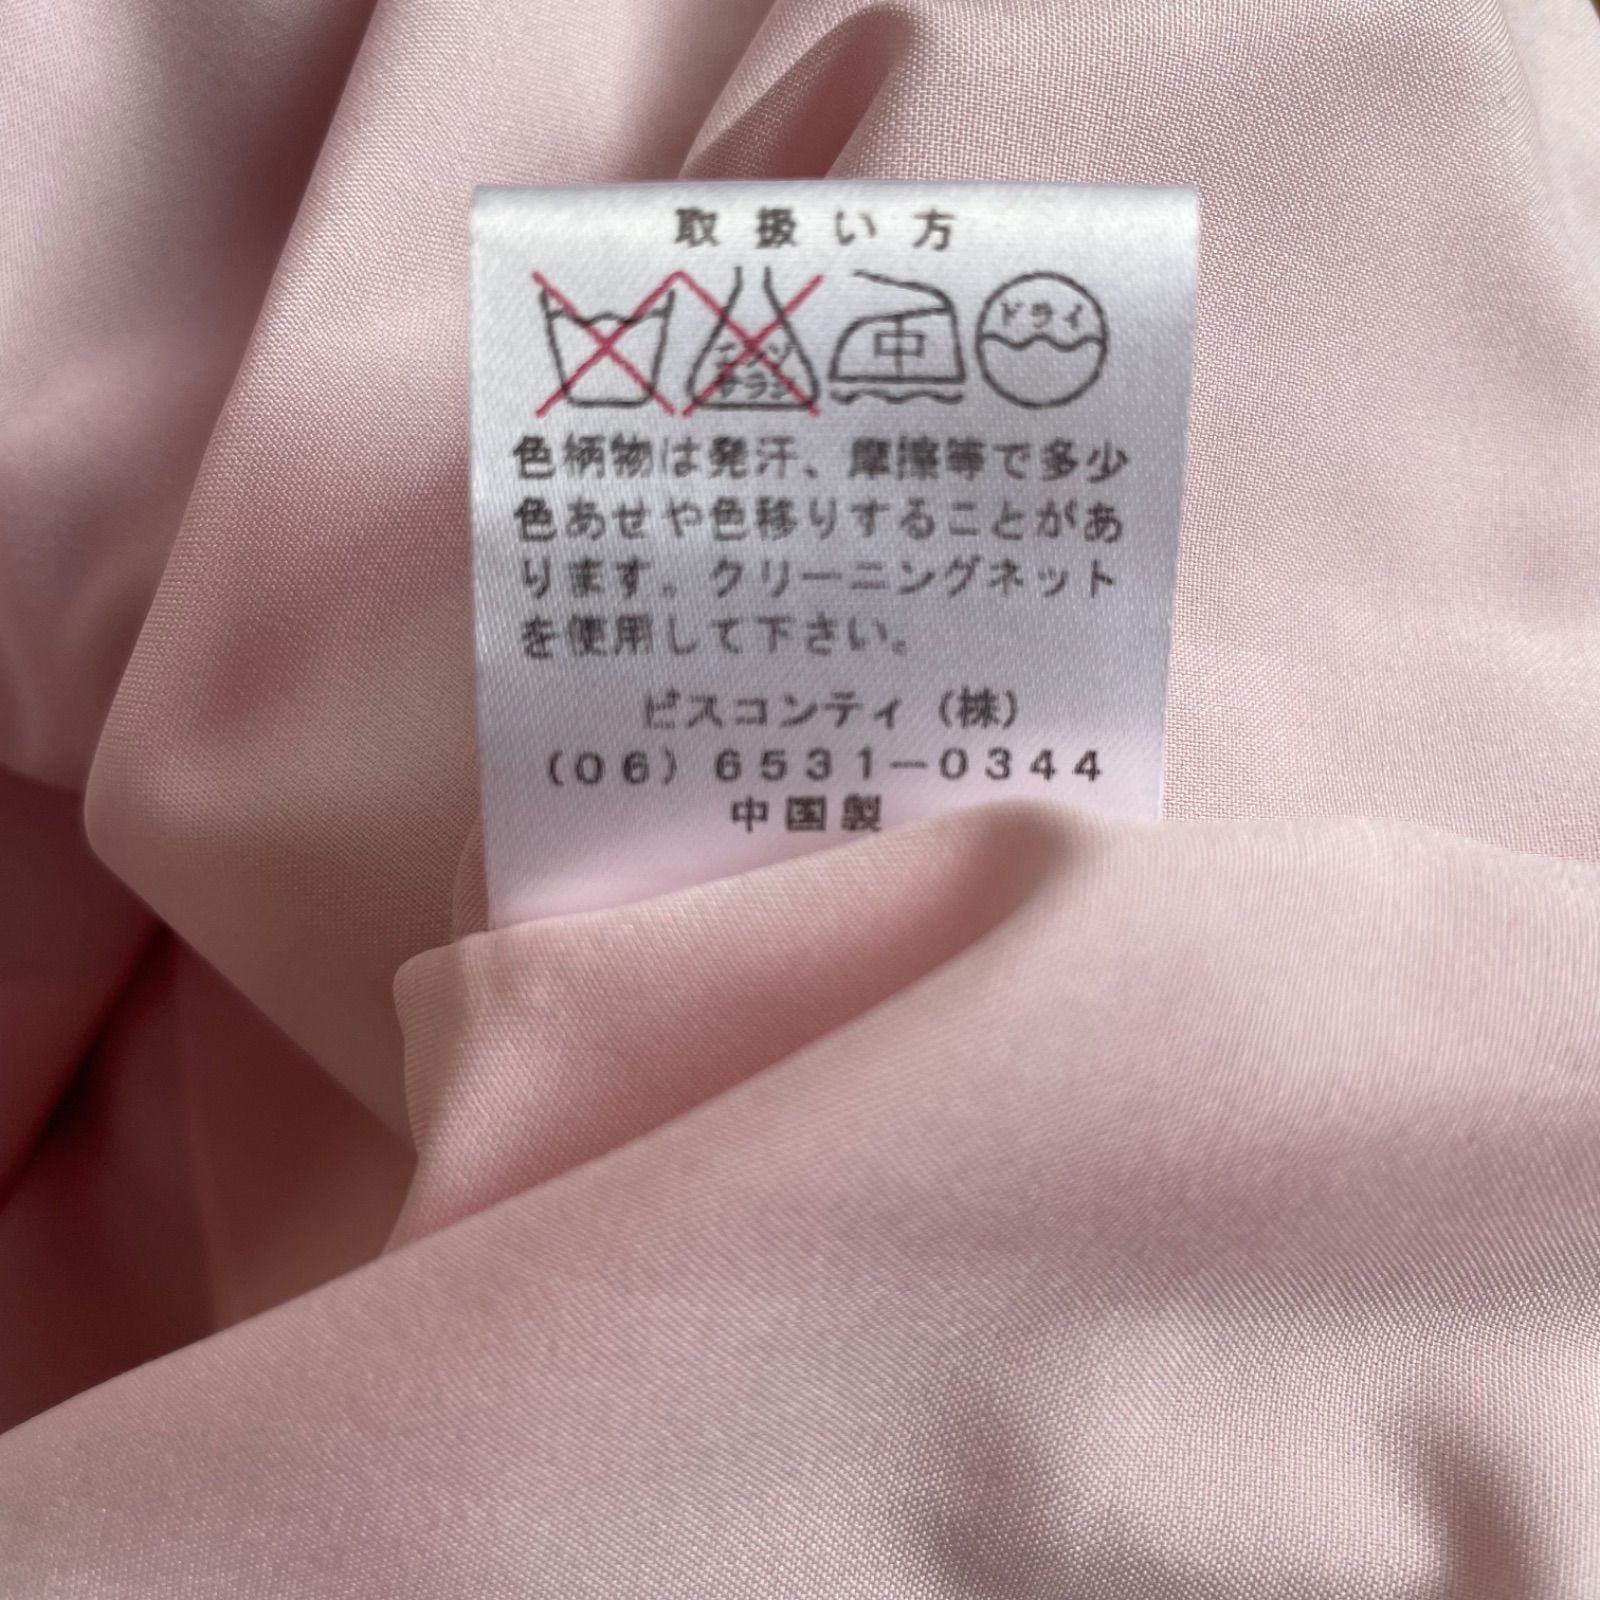 取扱い方
エンソ
サラシ
中
ドライ
色柄物は発汗、摩擦等で多少
色あせや色移りすることがあ
ります。クリーニングネット
を使用して下さい。
ビスコンティ（株）
（０６）６５３１－０３４４
中国製